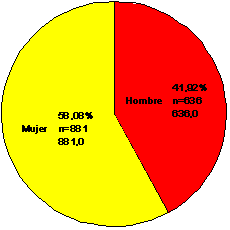 41,92%
Hombre n=636
636,0
58,08%
Mujer n=881
881,0